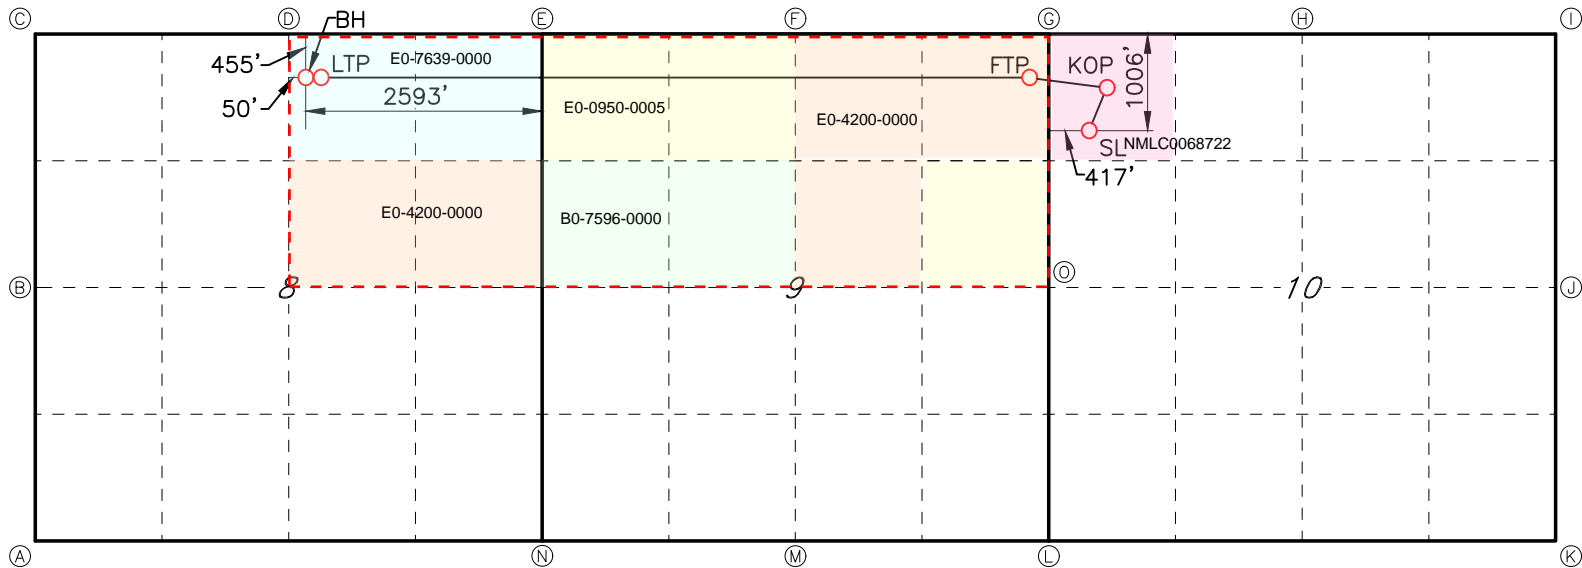 C D E F G H I
BH
455'
LTP
E0-7639-0000
FTP
KOP
1006'
50'
2593'
E0-0950-0005
E0-4200-0000
SL
NMLC0068722
417'
E0-4200-0000
B0-7596-0000
O
B 8 9 10 J
A N M L K